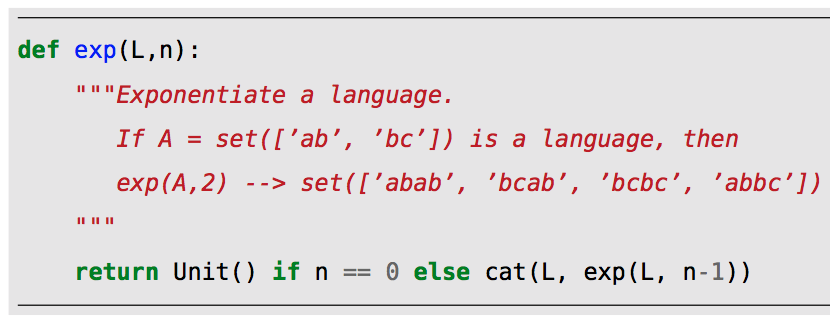 def exp(L,n):
"""Exponentiate a language.
If A = set([’ab’, ’bc’]) is a language, then
exp(A,2) --> set([’abab’, ’bcab’, ’bcbc’, ’abbc’])
"""
return Unit() if n == 0 else cat(L, exp(L, n-1))